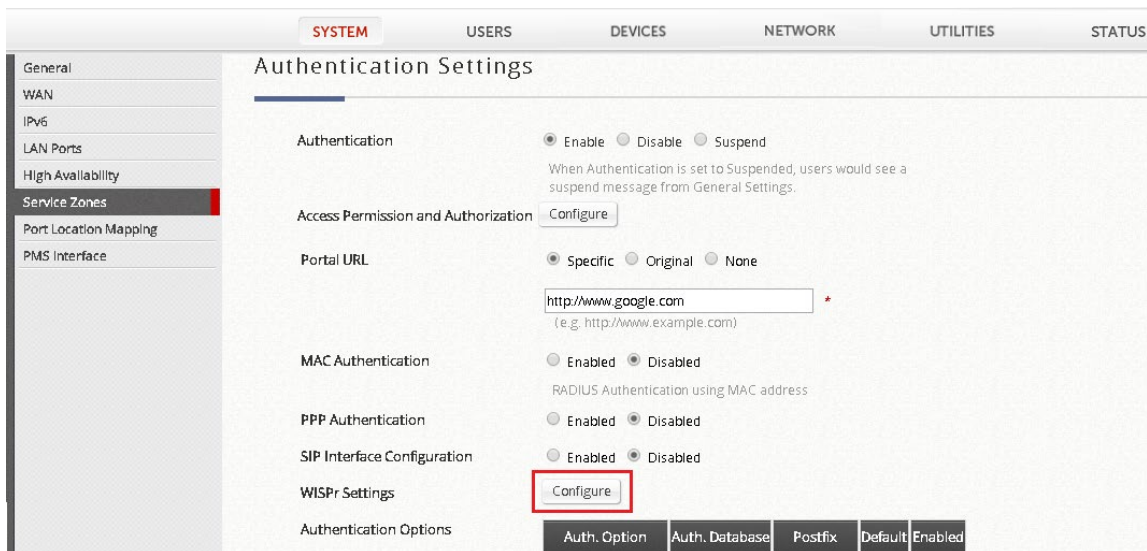 SYSTEM USERS DEVICES NETWORK UTILITIES STATUS
General
WAN
IPv6
LAN Ports
High Availability
Service Zones
Port Location Mapping
PMS Interface
Authentication Settings
Authentication Enable Disable Suspend
When Authentication is set to Suspended, users would see a
suspend message from General Settings.
Access Permission and Authorization Configure
Portal URL Specific Original None
http://www.google.com *
(e.g. http://www.example.com)
MAC Authentication Enabled Disabled
RADIUS Authentication using MAC address
PPP Authentication Enabled Disabled
SIP Interface Configuration Enabled Disabled
WISPr Settings Configure
Authentication Options Auth. Option Auth. Database Postfix Default Enabled